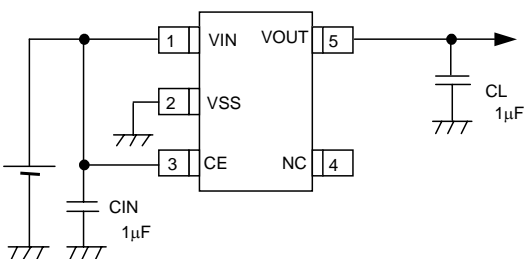 1 VIN VOUT 5
2 VSS
3 CE NC 4
CL
1μF
CIN
1μF